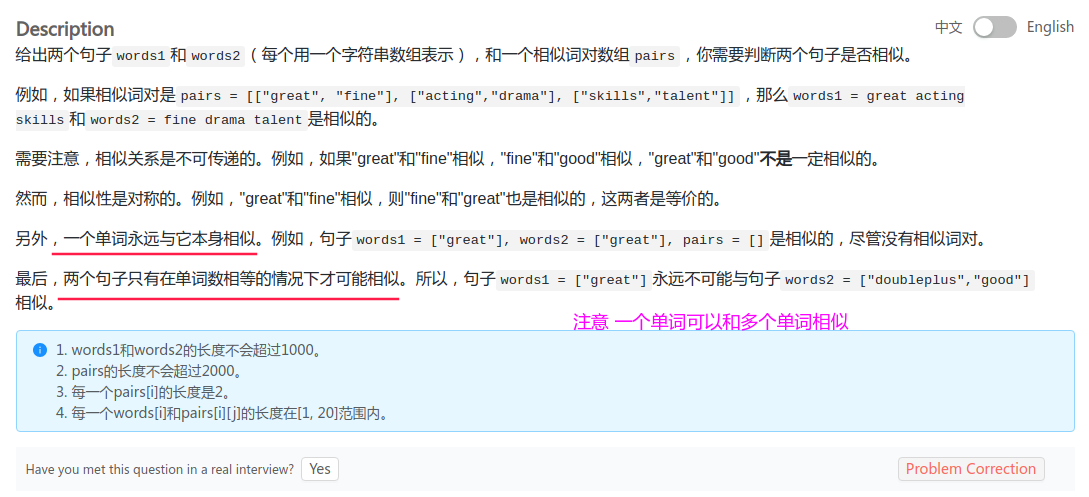 Description 中文 English
给出两个句子 words1 和 words2 ( 每个用一个字符串数组表示 ) , 和一个相似词对数组 pairs , 你需要判断两个句子是否相似。
例如 , 如果相似词对是 pairs = [["great", "fine"], ["acting","drama"], ["skills","talent"]] , 那么 words1 = great acting
skills 和 words2 = fine drama talent 是相似的。
需要注意 , 相似关系是不可传递的。例如 , 如果"great"和"fine"相似 , "fine"和"good"相似 , "great"和"good"不是一定相似的。
然而 , 相似性是对称的。例如 , "great"和"fine"相似 , 则"fine"和"great"也是相似的 , 这两者是等价的。
另外 , 一个单词永远与它本身相似。例如 , 句子 words1 = ["great"], words2 = ["great"], pairs = [] 是相似的 , 尽管没有相似词对。
最后 , 两个句子只有在单词数相等的情况下才可能相似。所以 , 句子 words1 = ["great"] 永远不可能与句子 words2 = ["doubleplus","good"]
相似。
注意 一个单词可以和多个单词相似
1. words1和words2的长度不会超过1000。
2. pairs的长度不会超过2000。
3. 每一个pairs[i]的长度是2。
4. 每一个words[i]和pairs[i][j]的长度在[1, 20]范围内。
Have you met this question in a real interview? Yes Problem Correction